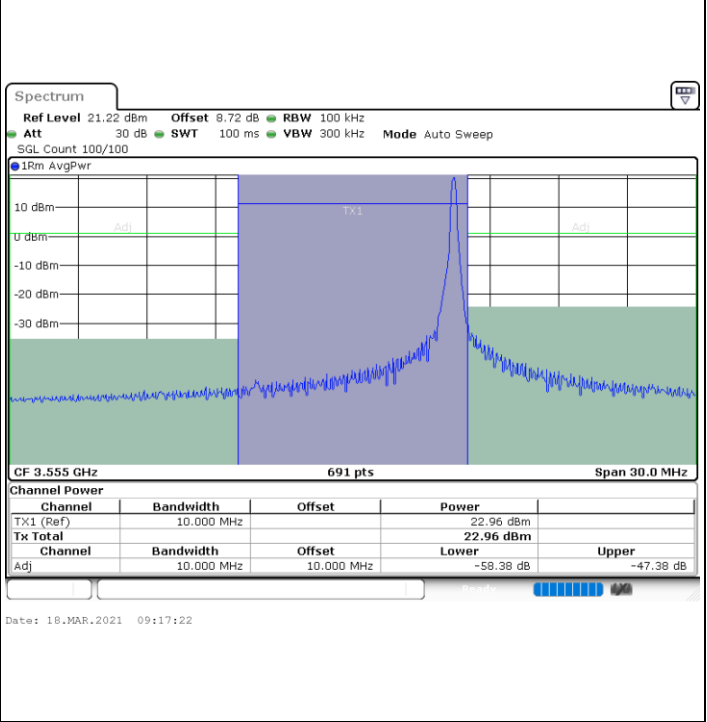 Spectrum
Ref Level 21.22 dBm Offset 8.72 dB RBW 100 kHz
Att 30 dB SWT 100 ms VBW 300 kHz Mode Auto Sweep
SGL Count 100/100
1Rm AvgPwr
10 dBm
TX1
Adj Adj
0 dBm
-10 dBm
-20 dBm
-30 dBm
CF 3.555 GHz 691 pts Span 30.0 MHz
Channel Power
Channel Bandwidth Offset Power
TX1 (Ref) 10.000 MHz 22.96 dBm
Tx Total 22.96 dBm
Channel Bandwidth Offset Lower Upper
Adj 10.000 MHz 10.000 MHz -58.38 dB -47.38 dB
Ready
Date: 18.MAR.2021 09:17:22